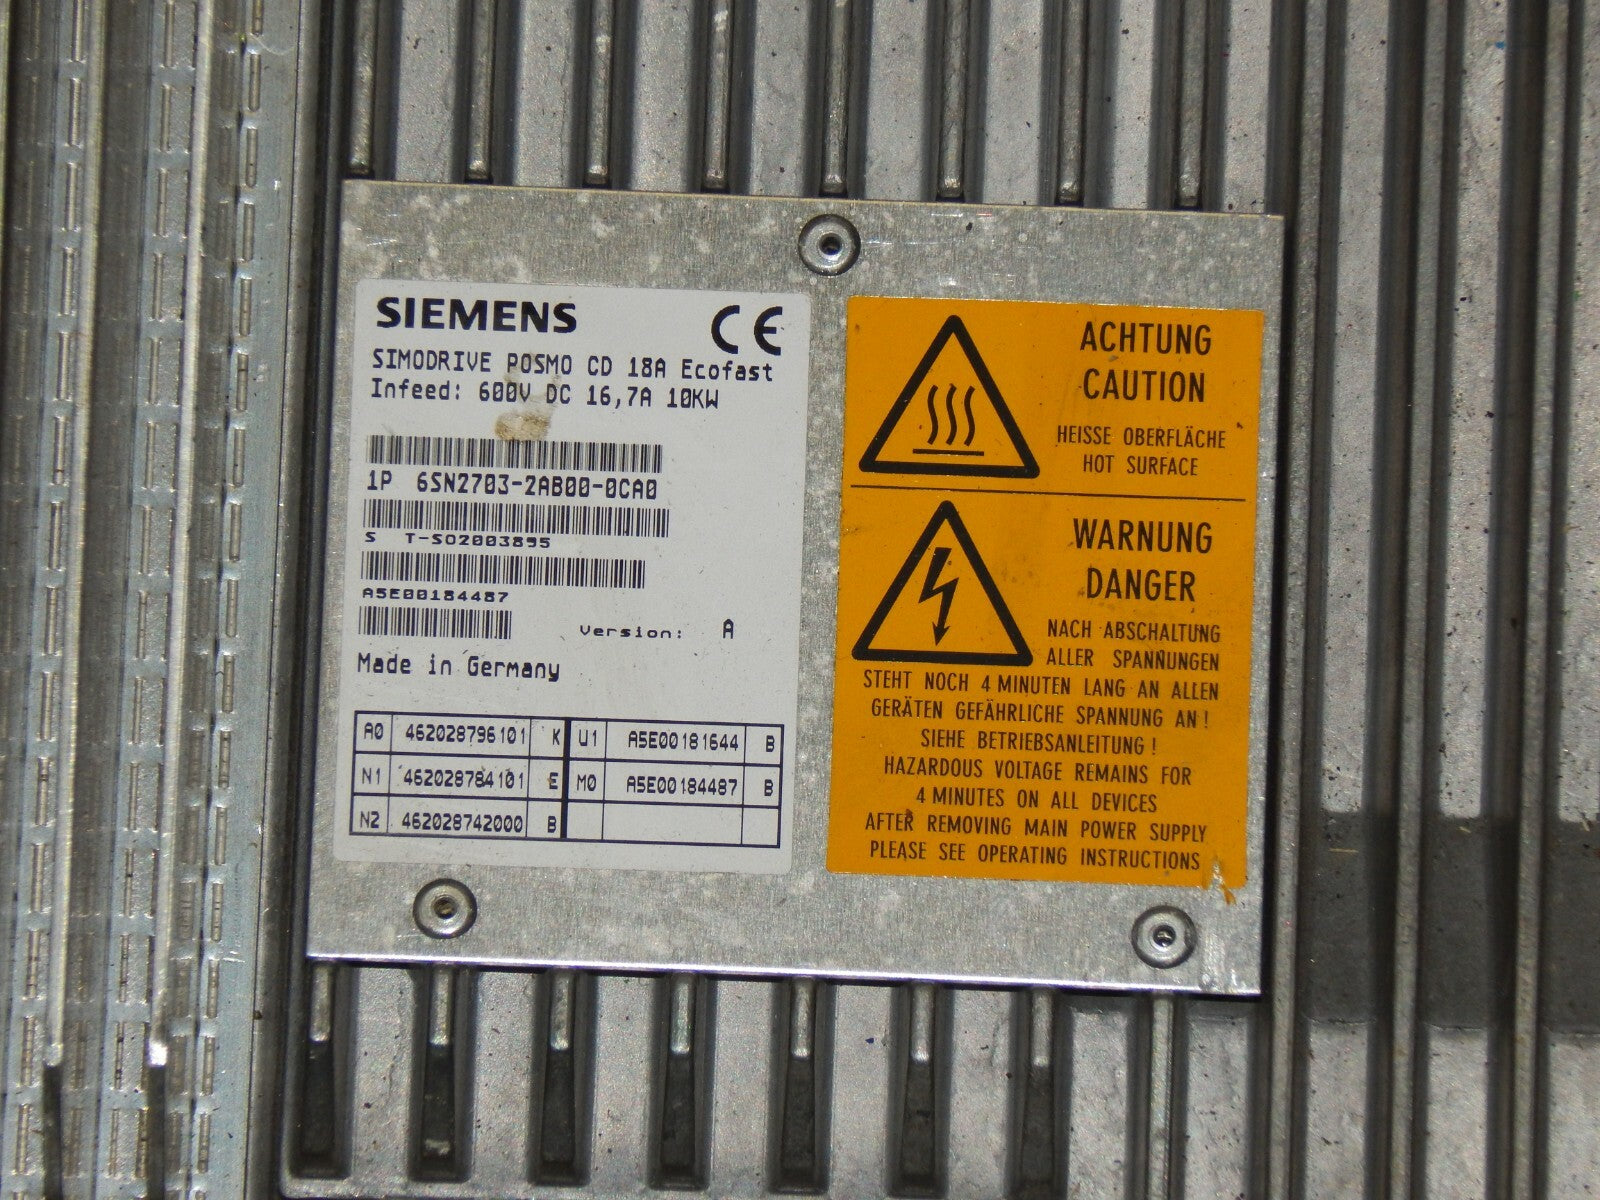 SIEMENS CE
SIMODRIVE POSMO CD 18A Ecofast
Infeed: 600V DC 16,7A 10KW
1P 6SN2703-2AB00-0CA0
S T-SO2003895
A5E00184487
Version: A
Made in Germany
A0 462028796101 K U1 A5E00181644 B
N1 462028784101 E M0 A5E00184487 B
N2 462028742000 B
ACHTUNG
CAUTION
HEISSE OBERFLÄCHE
HOT SURFACE
WARNUNG
DANGER
NACH ABSCHALTUNG
ALLER SPANNUNGEN
STEHT NOCH 4 MINUTEN LANG AN ALLEN
GERÄTEN GEFÄHRLICHE SPANNUNG AN !
SIEHE BETRIEBSANLEITUNG !
HAZARDOUS VOLTAGE REMAINS FOR
4 MINUTES ON ALL DEVICES
AFTER REMOVING MAIN POWER SUPPLY
PLEASE SEE OPERATING INSTRUCTIONS